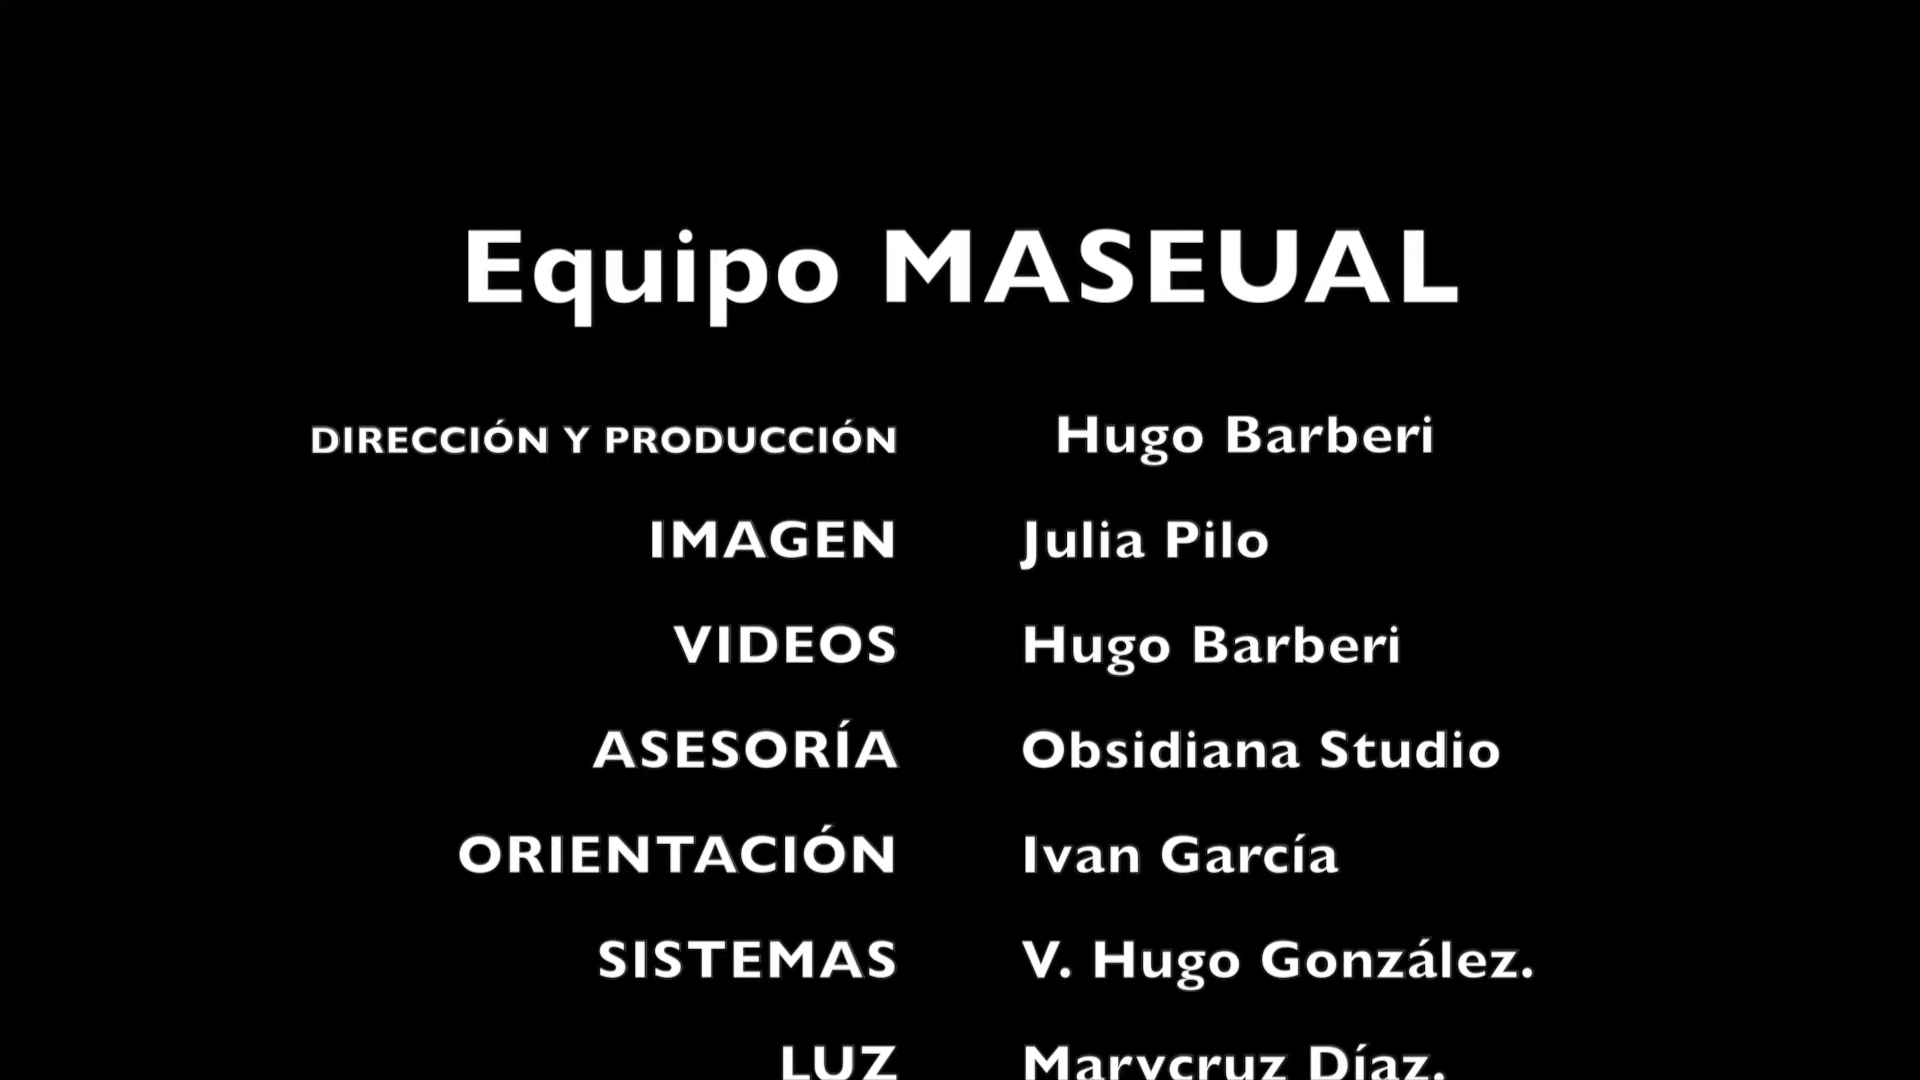 Equipo MASEUAL
DIRECCIÓN Y PRODUCCIÓN Hugo Barberi
IMAGEN Julia Pilo
VIDEOS Hugo Barberi
ASESORÍA Obsidiana Studio
ORIENTACIÓN Ivan García
SISTEMAS V. Hugo González.
LUZ Marycruz Díaz.